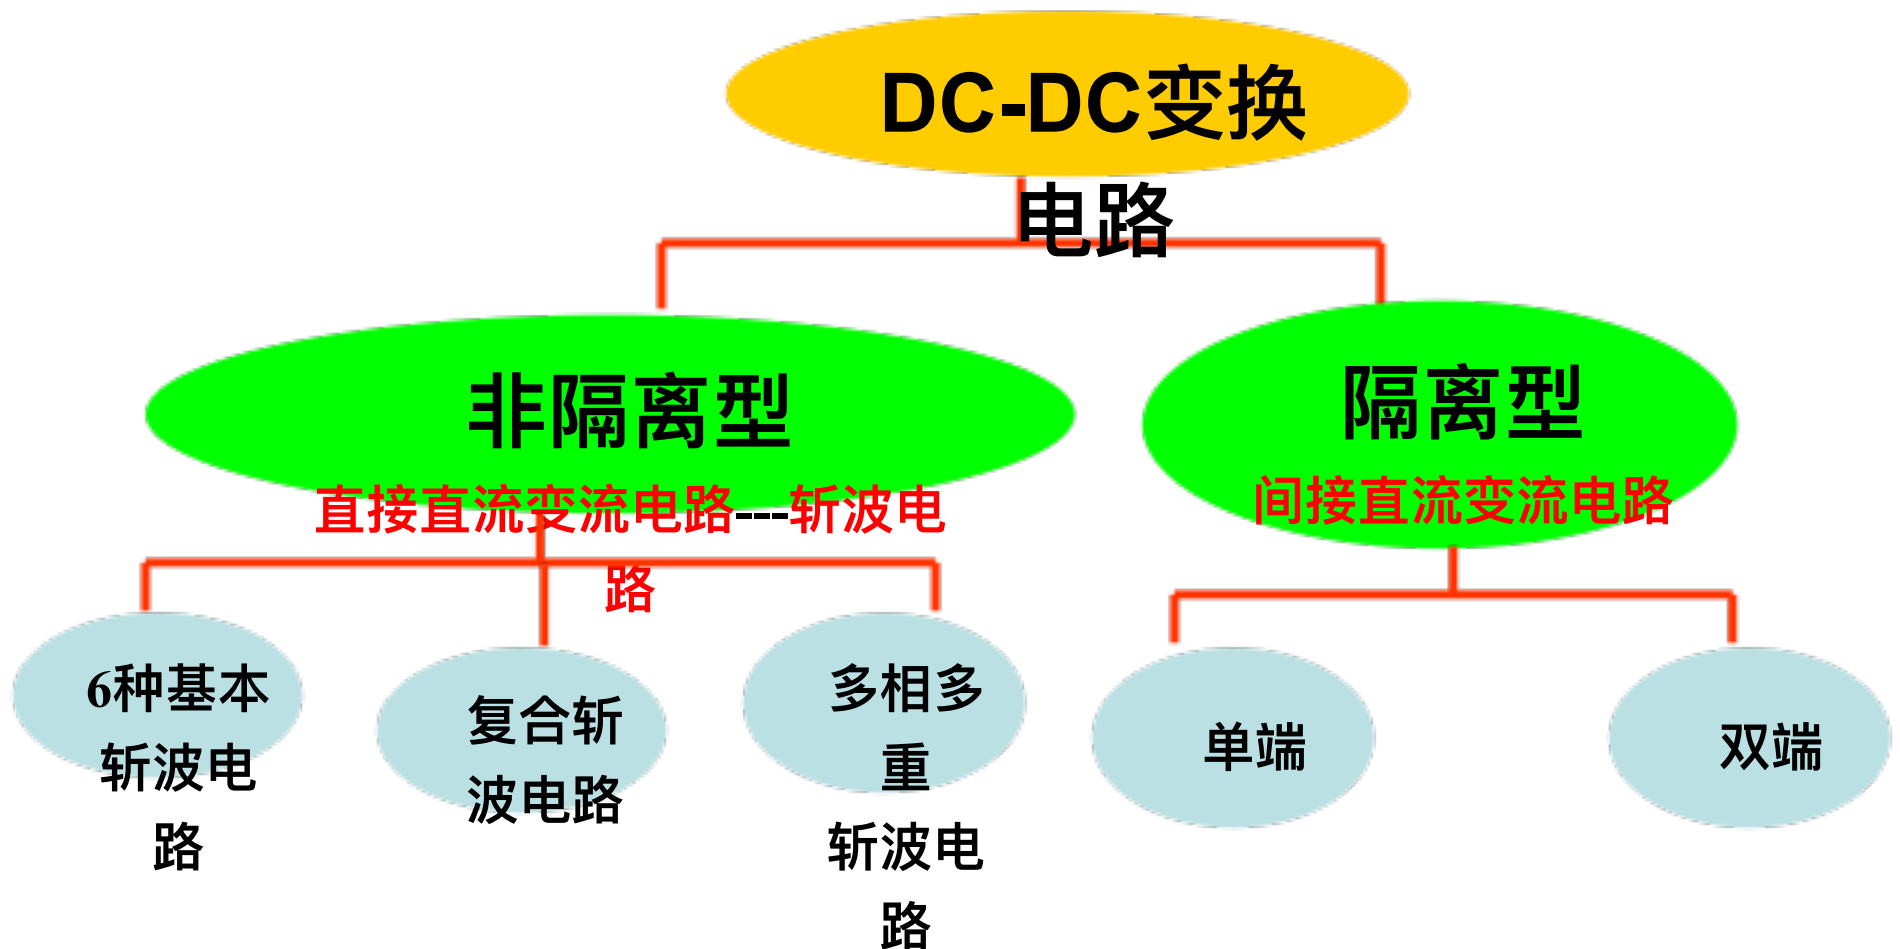 DC-DC变换
电路
非隔离型
直接直流变流电路---斩波电
路
隔离型
间接直流变流电路
6种基本
斩波电
路
复合斩
波电路
多相多
重
斩波电
路
单端
双端